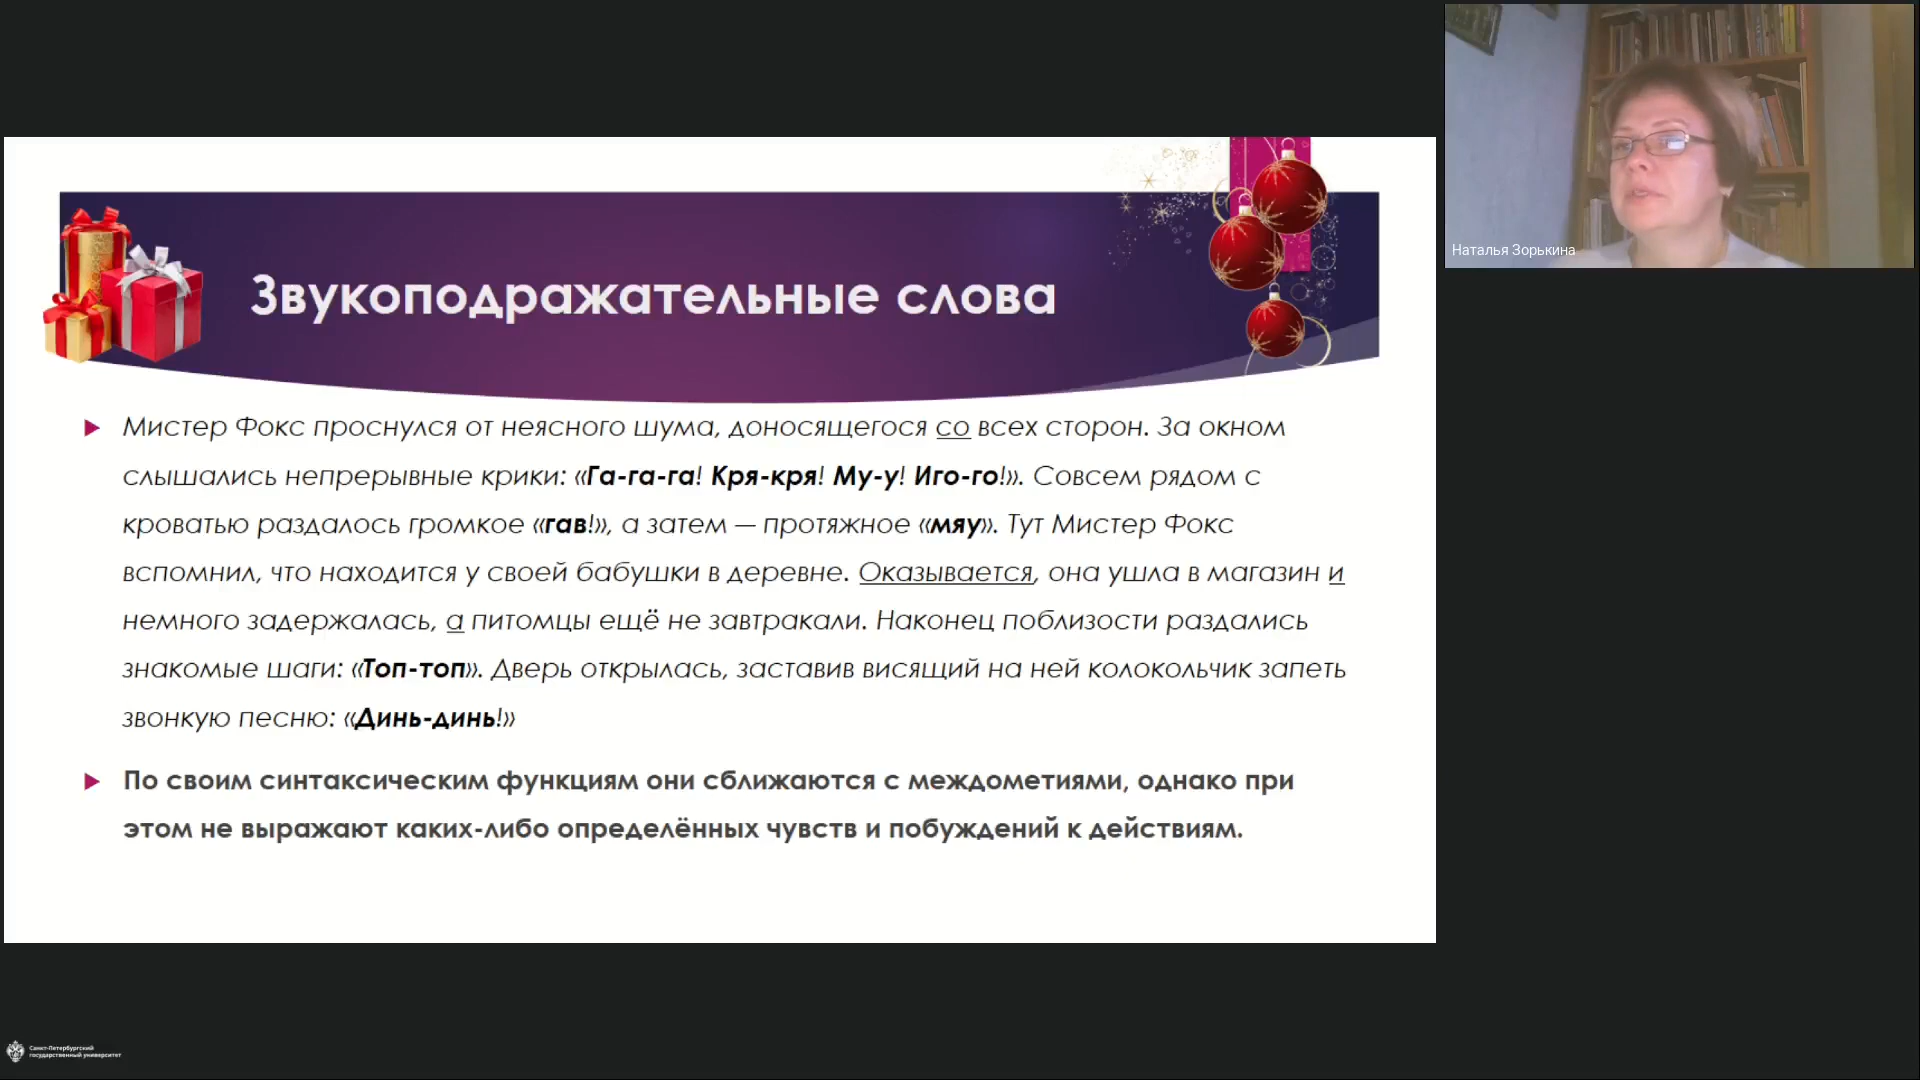 Звукоподражательные слова
Мистер Фокс проснулся от неясного шума, доносящегося со всех сторон. За окном
слышались непрерывные крики: «Га-га-га! Кря-кря! Му-у! Иго-го!». Совсем рядом с
кроватью раздалось громкое «гав!», а затем — протяжное «мяу». Тут Мистер Фокс
вспомнил, что находится у своей бабушки в деревне. Оказывается, она ушла в магазин и
немного задержалась, а питомцы ещё не завтракали. Наконец поблизости раздались
знакомые шаги: «Топ-топ». Дверь открылась, заставив висящий на ней колокольчик запеть
звонкую песню: «Динь-динь!»
По своим синтаксическим функциям они сближаются с междометиями, однако при
этом не выражают каких-либо определённых чувств и побуждений к действиям.
Наталья Зорькина
Санкт-Петербургский
государственный университет